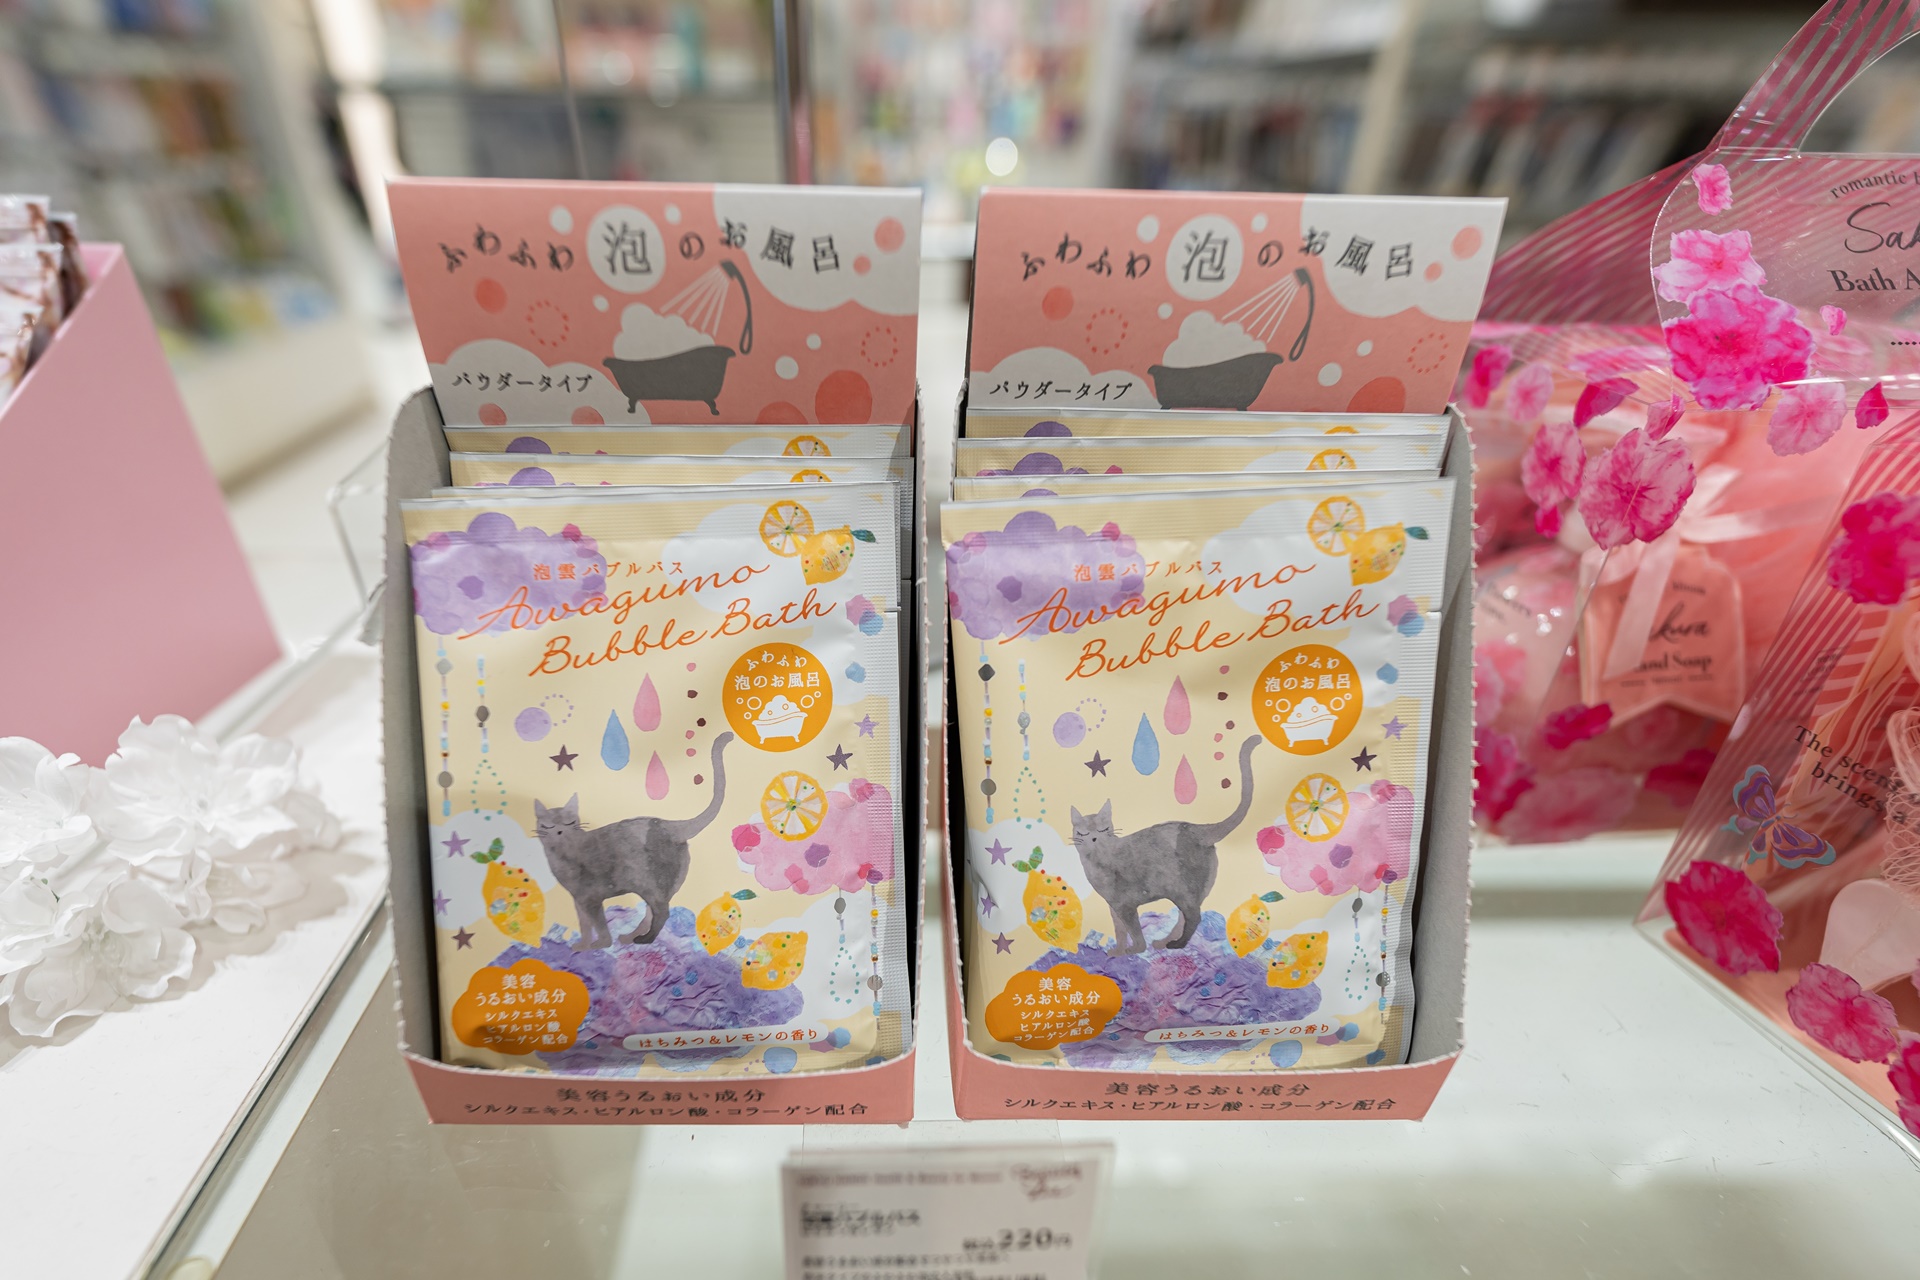 ふわふわ泡のお風呂
パウダータイプ
泡雲バブルバス
Awagumo
Bubble Bath
ふわふわ
泡のお風呂
美容
うるおい成分
シルクエキス
ヒアルロン酸
コラーゲン配合
はちみつ&レモンの香り
美容うるおい成分
シルクエキス・ヒアルロン酸・コラーゲン配合
ふわふわ泡のお風呂
パウダータイプ
泡雲バブルバス
Awagumo
Bubble Bath
ふわふわ
泡のお風呂
美容
うるおい成分
シルクエキス
ヒアルロン酸
コラーゲン配合
はちみつ&レモンの香り
美容うるおい成分
シルクエキス・ヒアルロン酸・コラーゲン配合
romantic
Bath
Hand Soap
The scent
brings a
220円